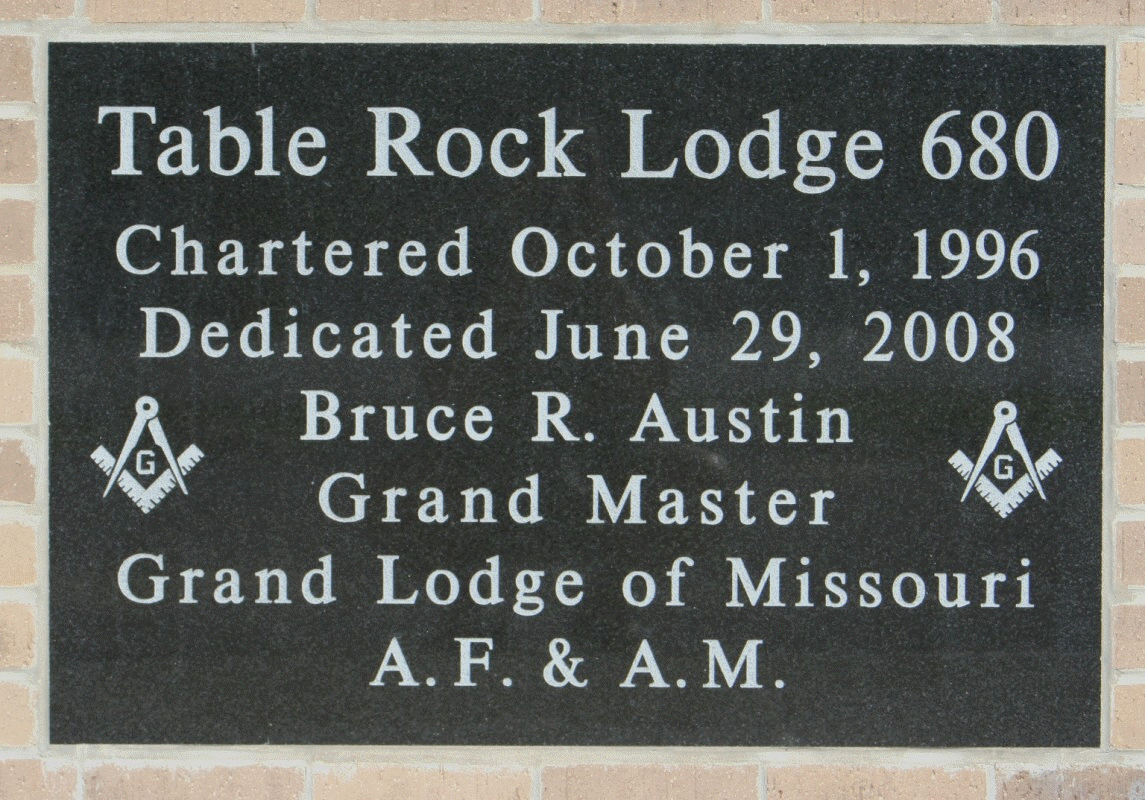 Table Rock Lodge 680
Chartered October 1, 1996
Dedicated June 29, 2008
Bruce R. Austin
Grand Master
Grand Lodge of Missouri
A.F. & A.M.
G
G